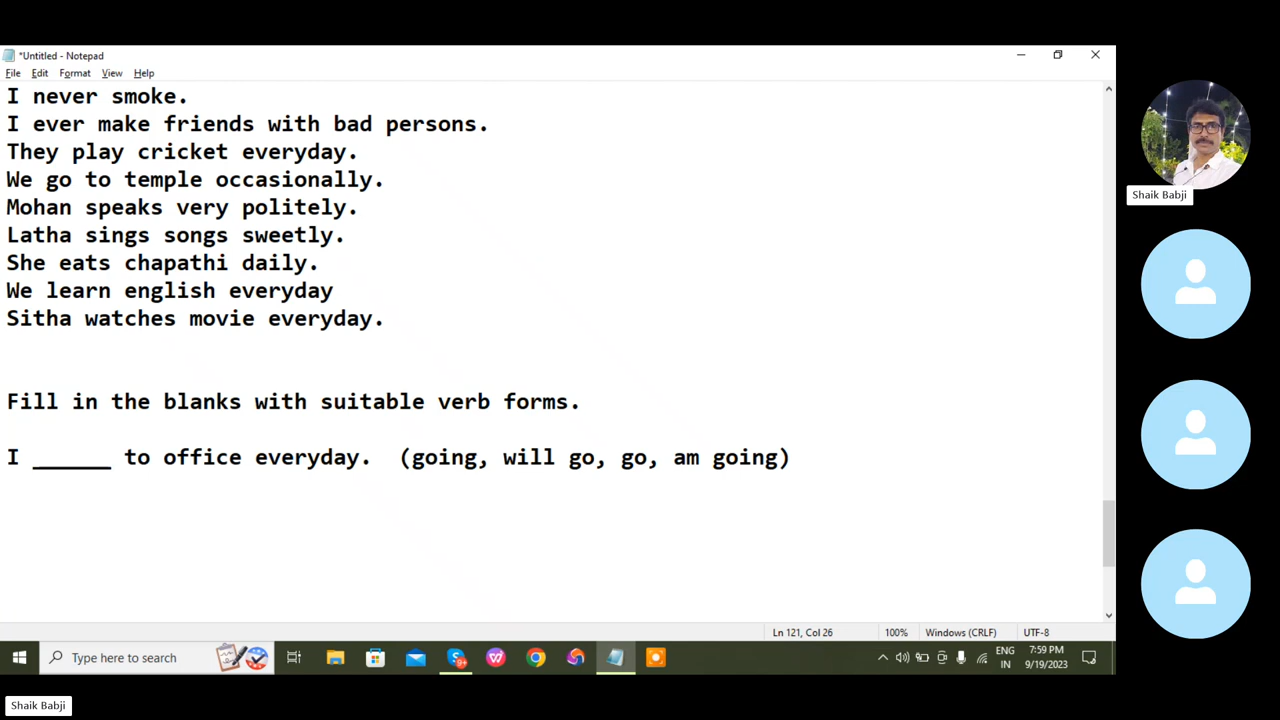 *Untitled - Notepad
File Edit Format View Help
I never smoke.
I ever make friends with bad persons.
They play cricket everyday.
We go to temple occasionally.
Mohan speaks very politely.
Latha sings songs sweetly.
She eats chapathi daily.
We learn english everyday
Sitha watches movie everyday.
Fill in the blanks with suitable verb forms.
I ______ to office everyday. (going, will go, go, am going)
Shaik Babji
Ln 121, Col 26 100% Windows (CRLF) UTF-8
Type here to search
ENG
IN
7:59 PM
9/19/2023
Shaik Babji